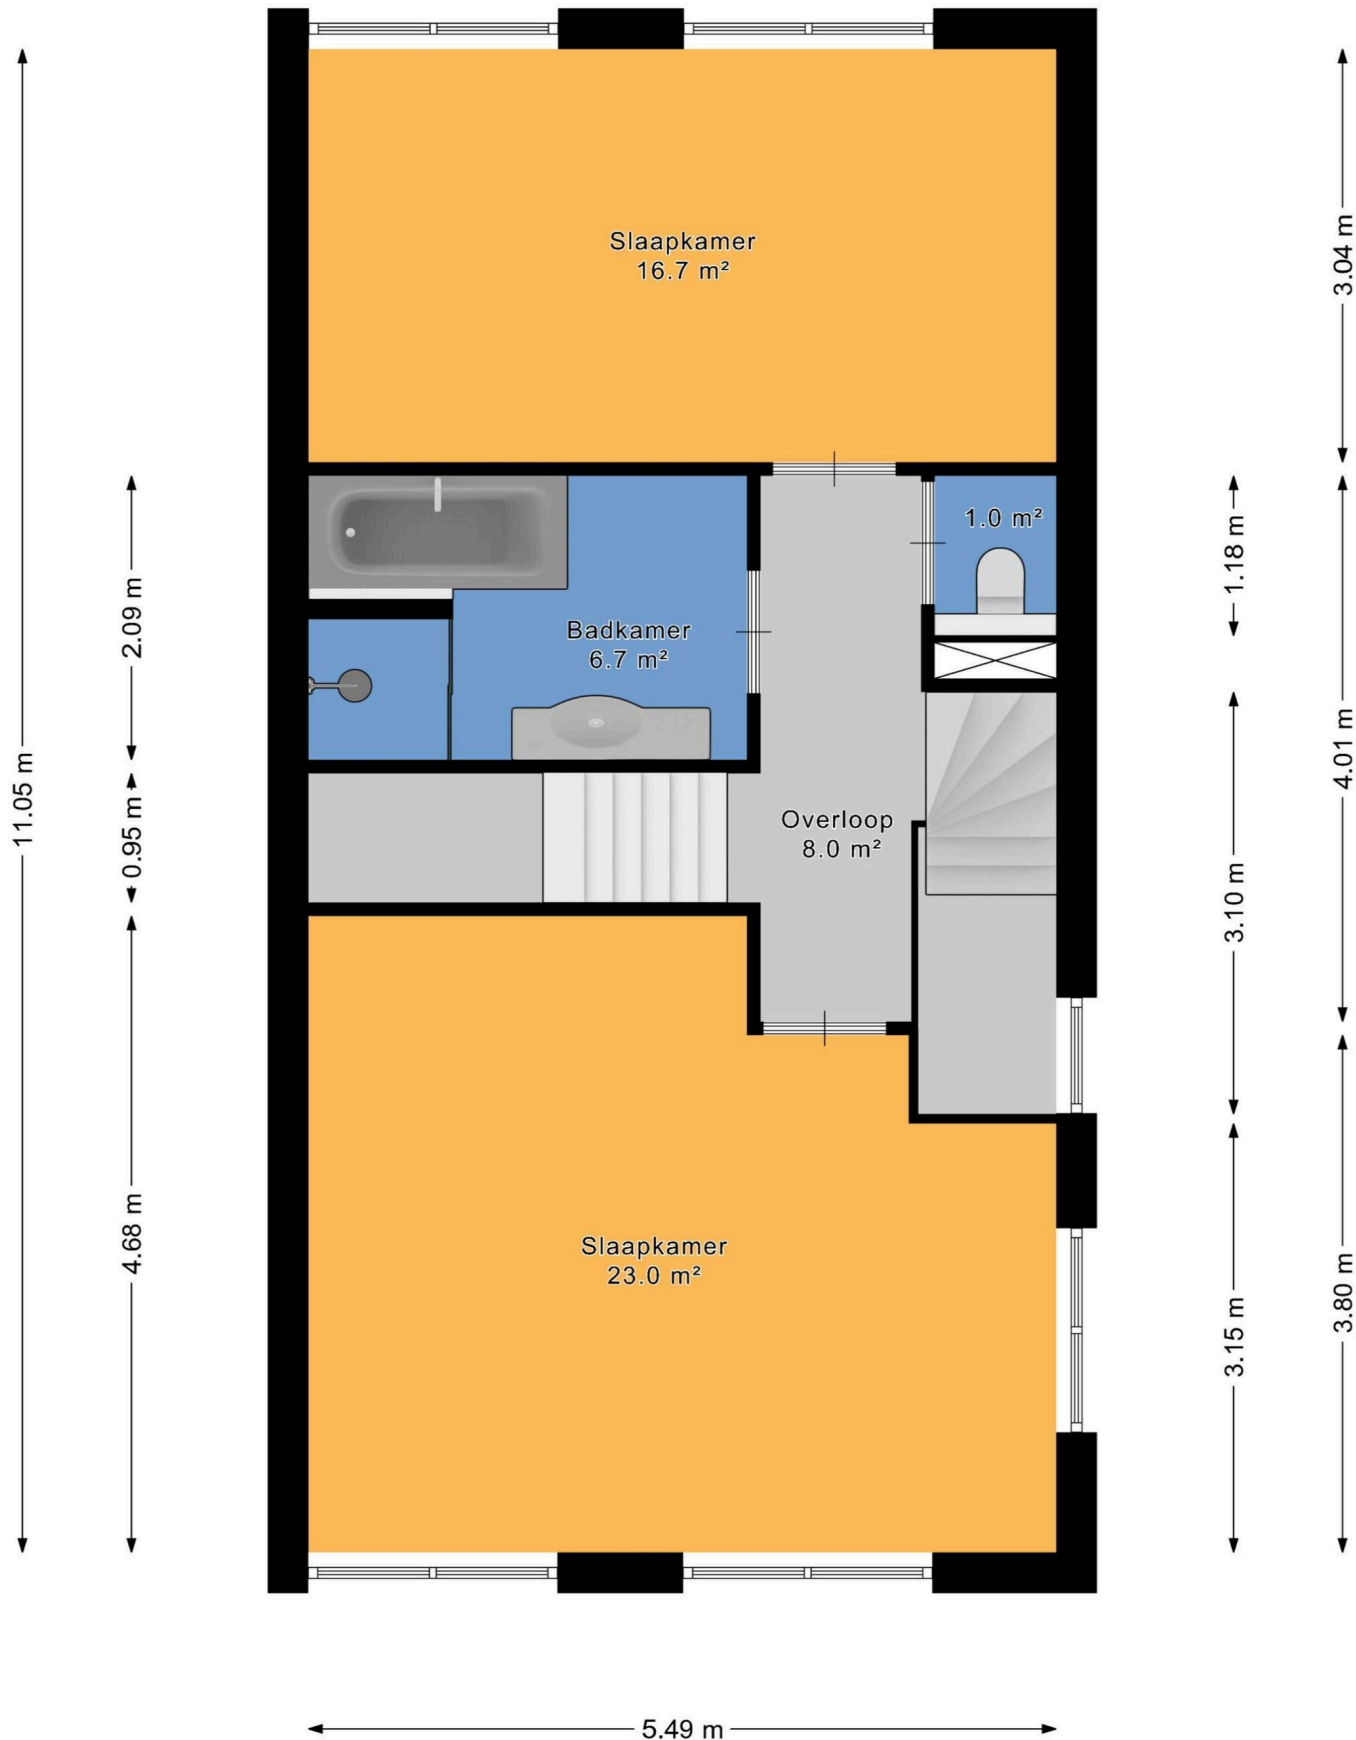 Slaapkamer
16.7 m²
3.04 m
1.0 m²
1.18 m
Badkamer
6.7 m²
2.09 m
4.01 m
11.05 m
0.95 m
Overloop
8.0 m²
3.10 m
4.68 m
Slaapkamer
23.0 m²
3.15 m
3.80 m
5.49 m